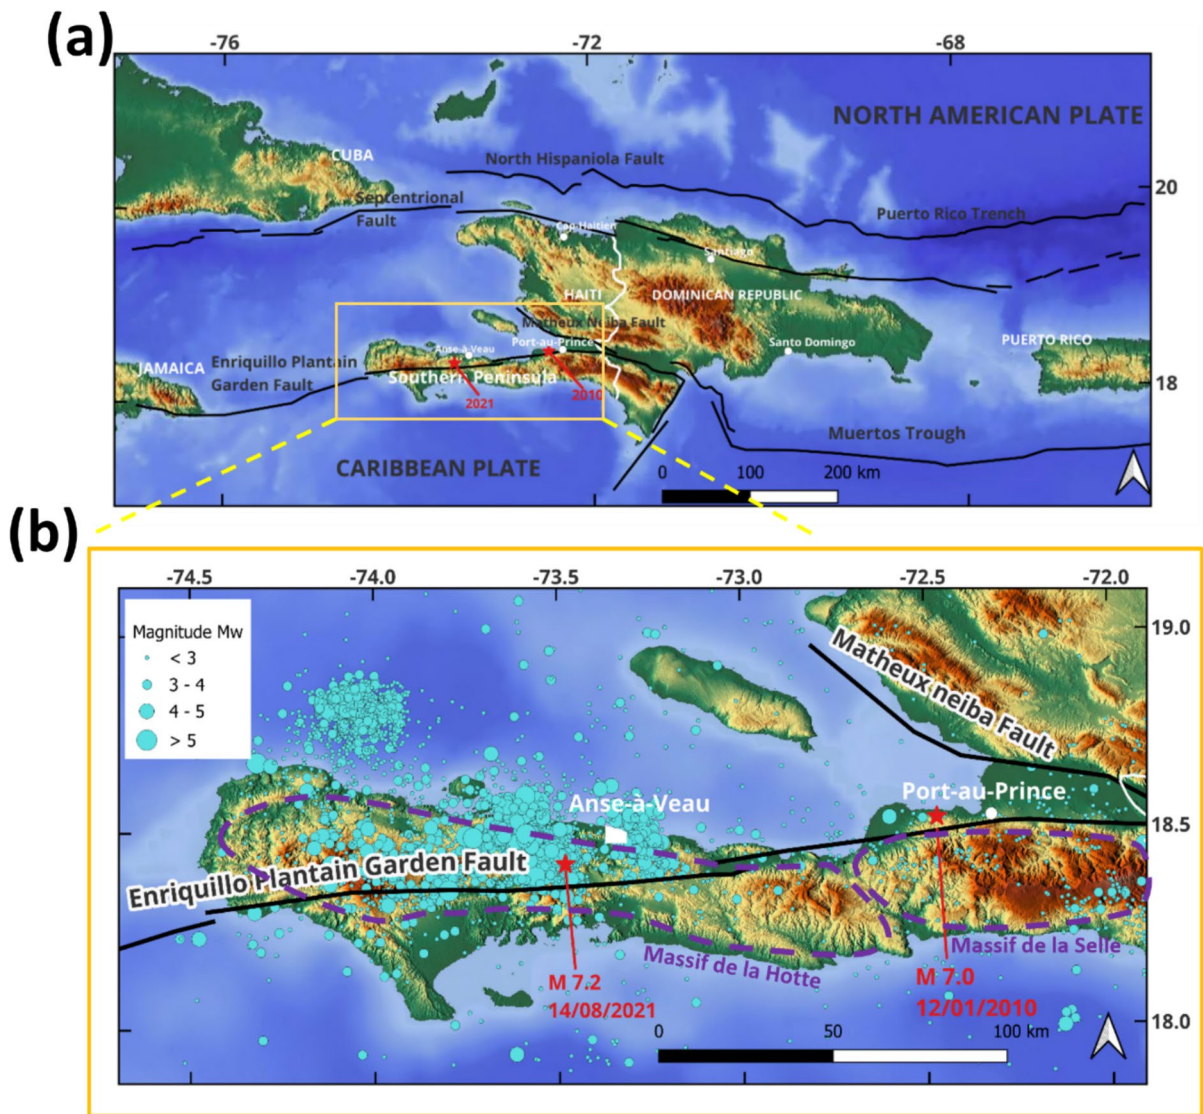 (a)
-76
-72
-68
NORTH AMERICAN PLATE
CUBA
North Hispaniola Fault
20
Septentrional
Fault
Puerto Rico Trench
Cap-Haïtien
Santiago
HAITI
DOMINICAN REPUBLIC
Matheux Neiba Fault
PUERTO RICO
Santo Domingo
Port-au-Prince
Anse-à-Veau
Enriquillo Plantain
Garden Fault
JAMAICA
Southern Peninsula
18
2021
2010
Muertos Trough
CARIBBEAN PLATE
0
100
200 km
(b)
-74.5
-74.0
-73.5
-73.0
-72.5
-72.0
Magnitude Mw
< 3
3 - 4
4 - 5
> 5
19.0
Matheux neiba Fault
Anse-à-Veau
Port-au-Prince
18.5
Enriquillo Plantain Garden Fault
Massif de la Hotte
Massif de la Selle
M 7.2
14/08/2021
M 7.0
12/01/2010
0
50
100 km
18.0